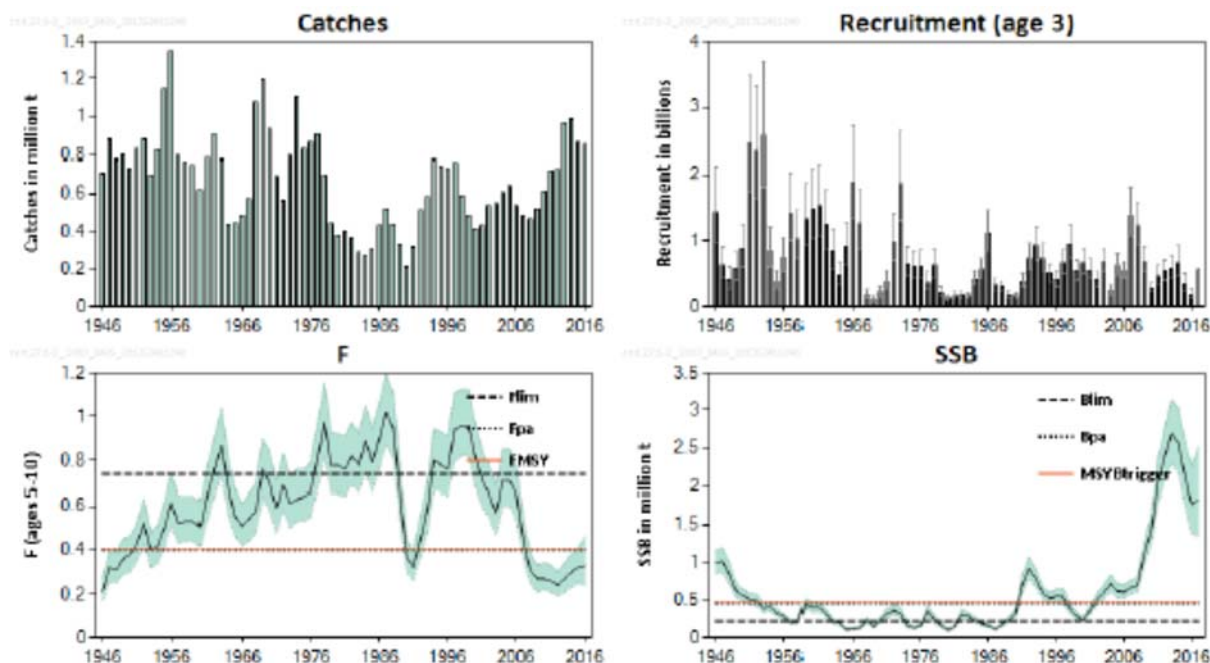 Catches
Catches in million t
1.4
1.2
1
0.8
0.6
0.4
0.2
0
1946 1956 1966 1976 1986 1996 2006 2016
Recruitment (age 3)
Recruitment in billions
4
3
2
1
0
1946 1956 1966 1976 1986 1996 2006 2016
F
F (ages 5-10)
1.2
1
0.8
0.6
0.4
0.2
0
Flim
Fpa
FMSY
1946 1956 1966 1976 1986 1996 2006 2016
SSB
SSB in million t
3.5
3
2.5
2
1.5
1
0.5
0
Blim
Bpa
MSYBtrigger
1946 1956 1966 1976 1986 1996 2006 2016